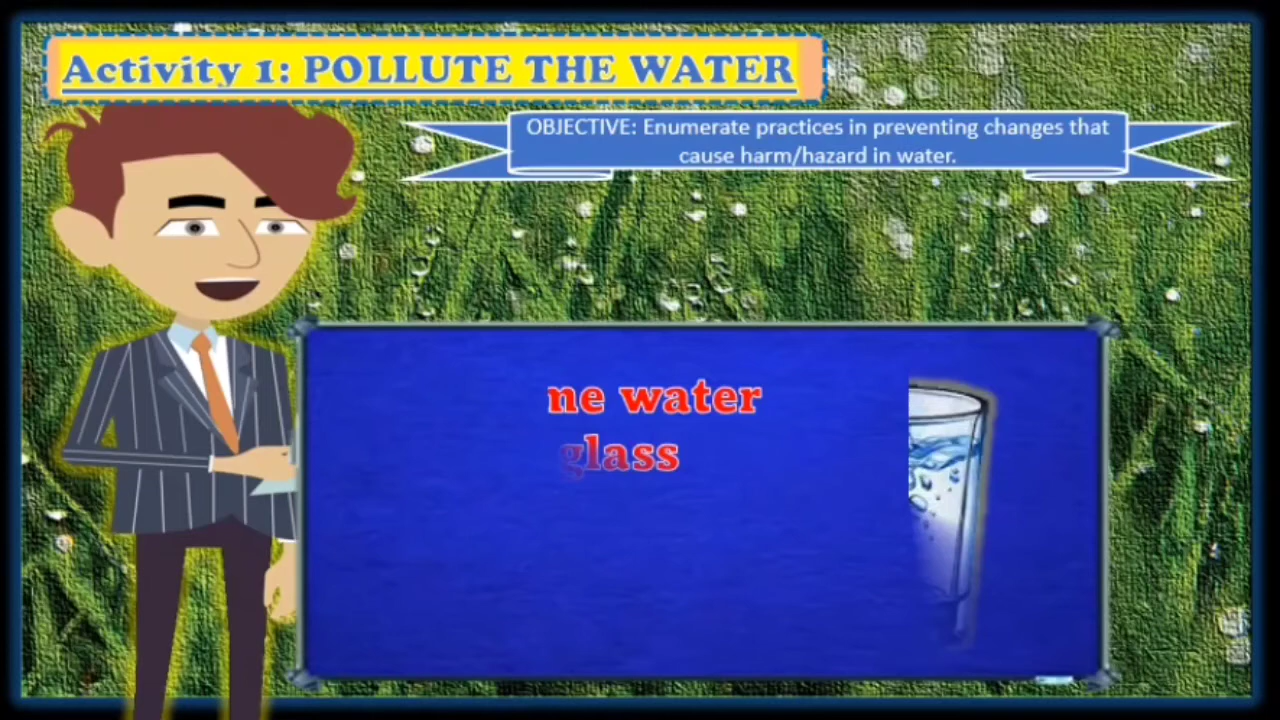 Activity 1: POLLUTE THE WATER
OBJECTIVE: Enumerate practices in preventing changes that
cause harm/hazard in water.
ne water
glass